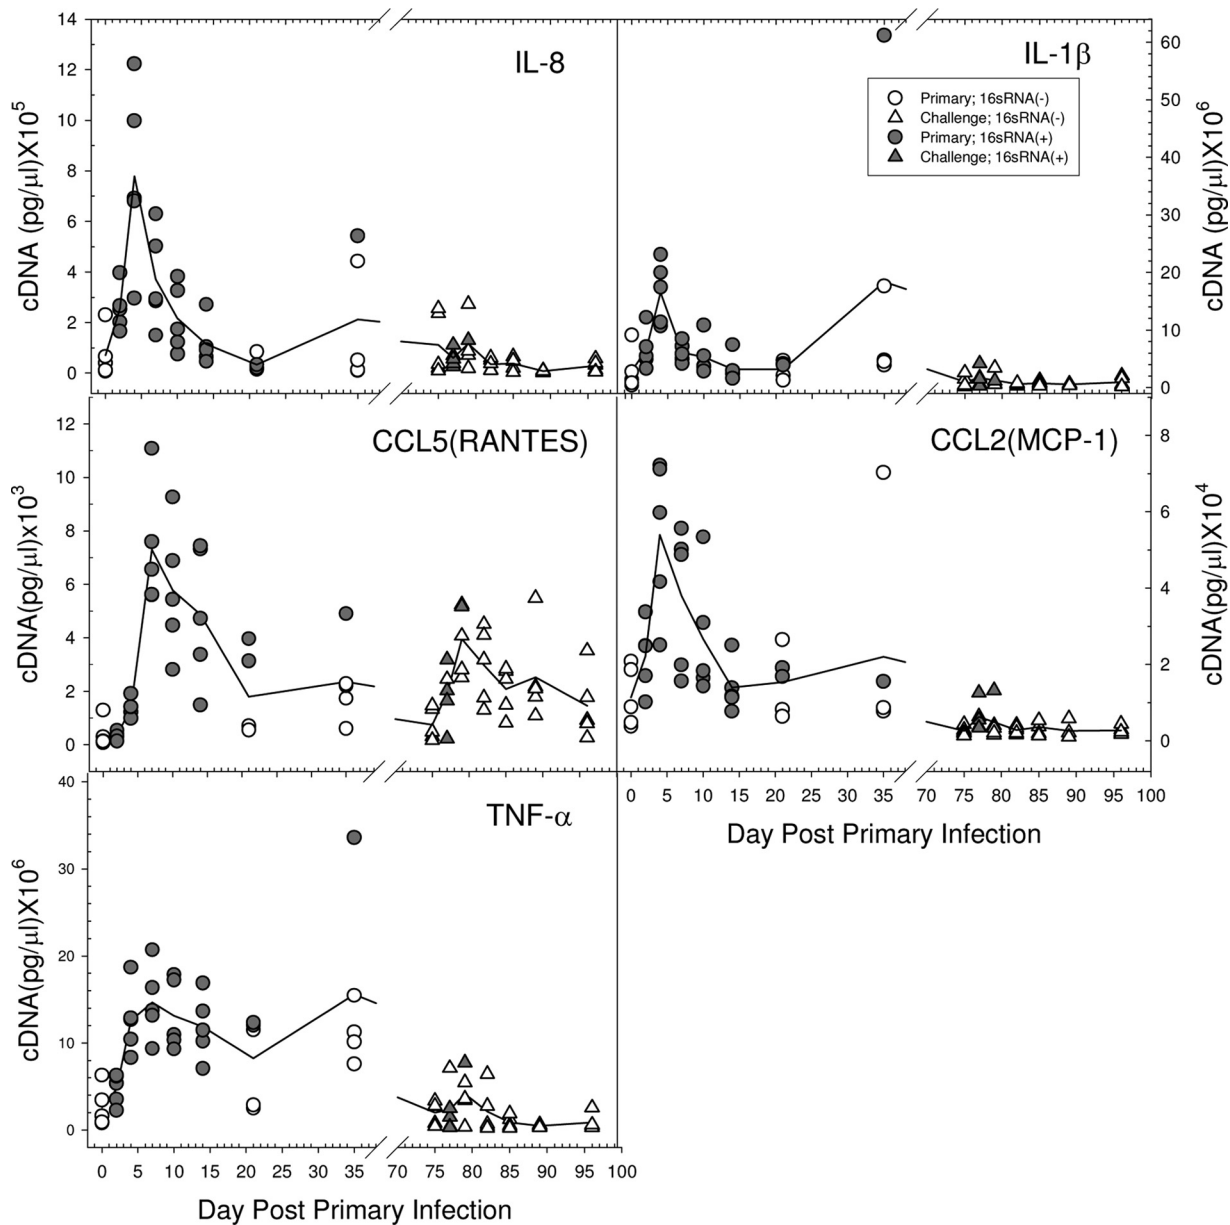 IL-8
14
12
10
8
6
4
2
0
cDNA (pg/µl)X10⁵
IL-1β
Primary; 16sRNA(-)
Challenge; 16sRNA(-)
Primary; 16sRNA(+)
Challenge; 16sRNA(+)
60
50
40
30
20
10
0
cDNA (pg/µl)X10⁶
CCL5(RANTES)
12
10
8
6
4
2
0
cDNA(pg/µl)x10³
CCL2(MCP-1)
8
6
4
2
0
cDNA(pg/µl)X10⁴
0 5 10 15 20 25 30 35 70 75 80 85 90 95 100
Day Post Primary Infection
TNF-α
40
30
20
10
0
cDNA(pg/µl)X10⁶
0 5 10 15 20 25 30 35 70 75 80 85 90 95 100
Day Post Primary Infection